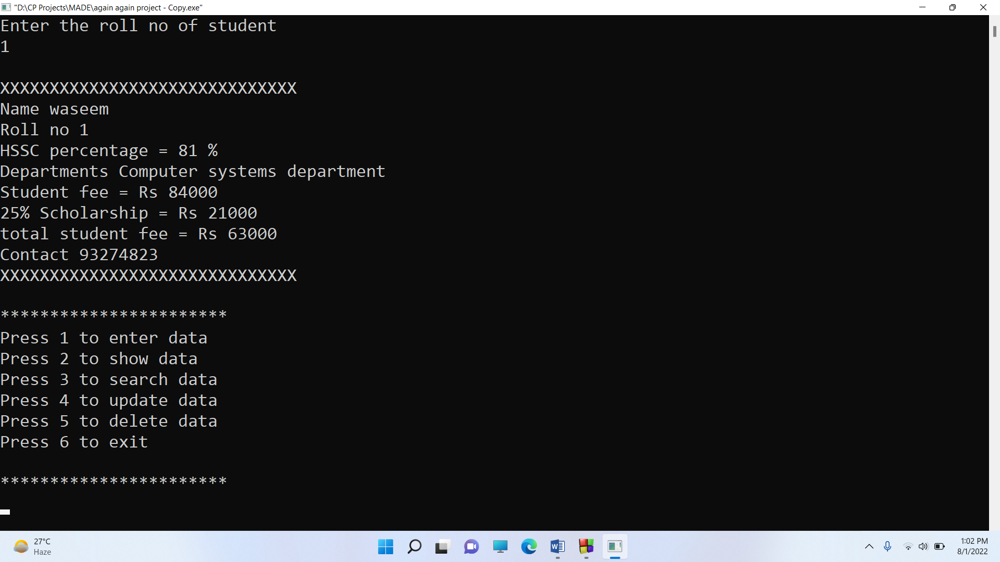 "D:\CP Projects\MADE\again again project - Copy.exe"
Enter the roll no of student
1
XXXXXXXXXXXXXXXXXXXXXXXXXXXXXX
Name waseem
Roll no 1
HSSC percentage = 81 %
Departments Computer systems department
Student fee = Rs 84000
25% Scholarship = Rs 21000
total student fee = Rs 63000
Contact 93274823
XXXXXXXXXXXXXXXXXXXXXXXXXXXXXX
***********************
Press 1 to enter data
Press 2 to show data
Press 3 to search data
Press 4 to update data
Press 5 to delete data
Press 6 to exit
***********************
27°C
Haze
1:02 PM
8/1/2022